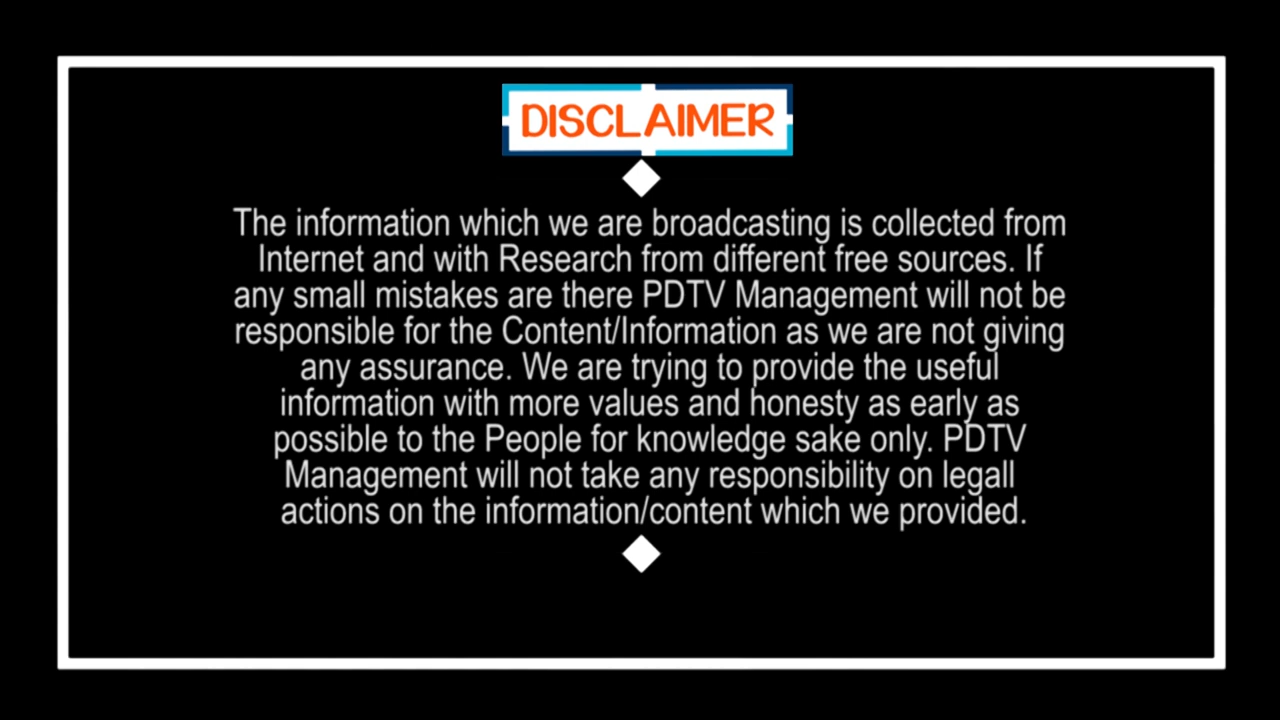 DISCLAIMER
The information which we are broadcasting is collected from
Internet and with Research from different free sources. If
any small mistakes are there PDTV Management will not be
responsible for the Content/Information as we are not giving
any assurance. We are trying to provide the useful
information with more values and honesty as early as
possible to the People for knowledge sake only. PDTV
Management will not take any responsibility on legall
actions on the information/content which we provided.